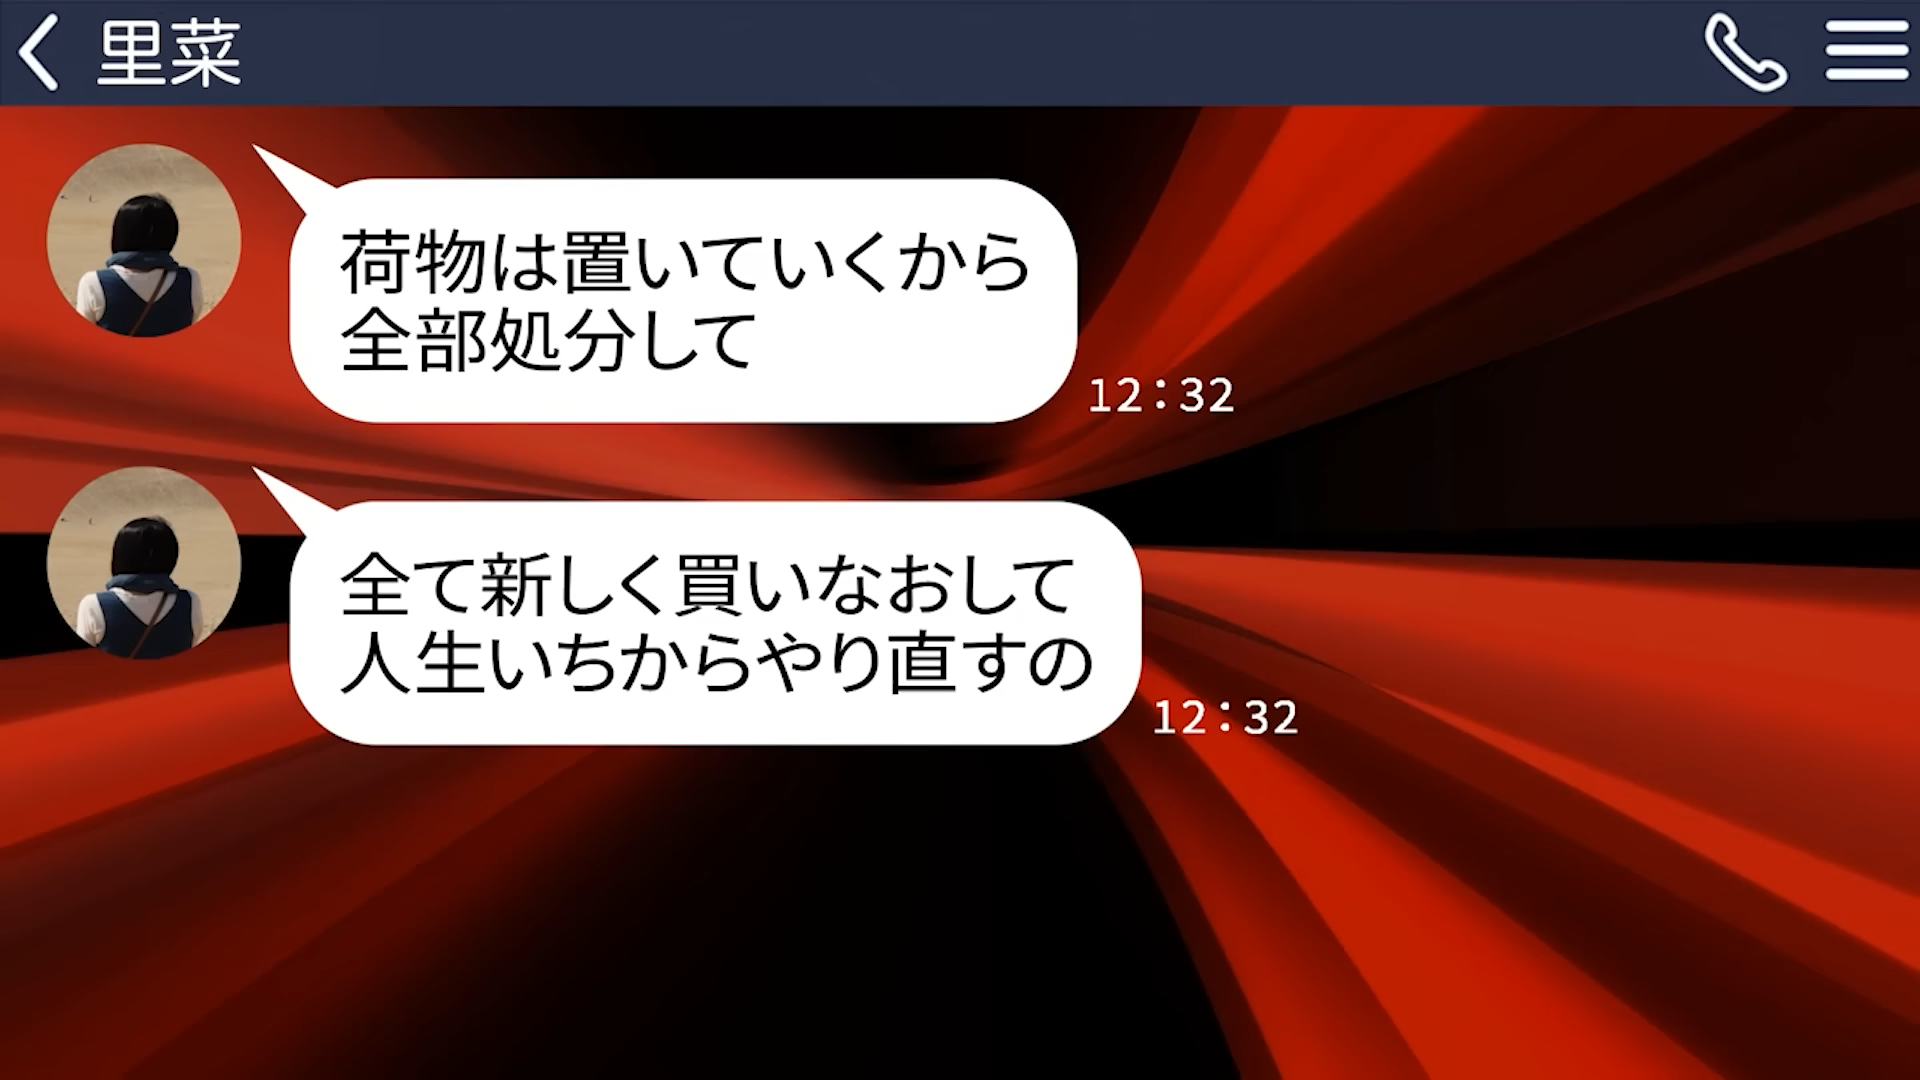 里菜
荷物は置いていくから
全部処分して
12:32
全て新しく買いなおして
人生いちからやり直すの
12:32